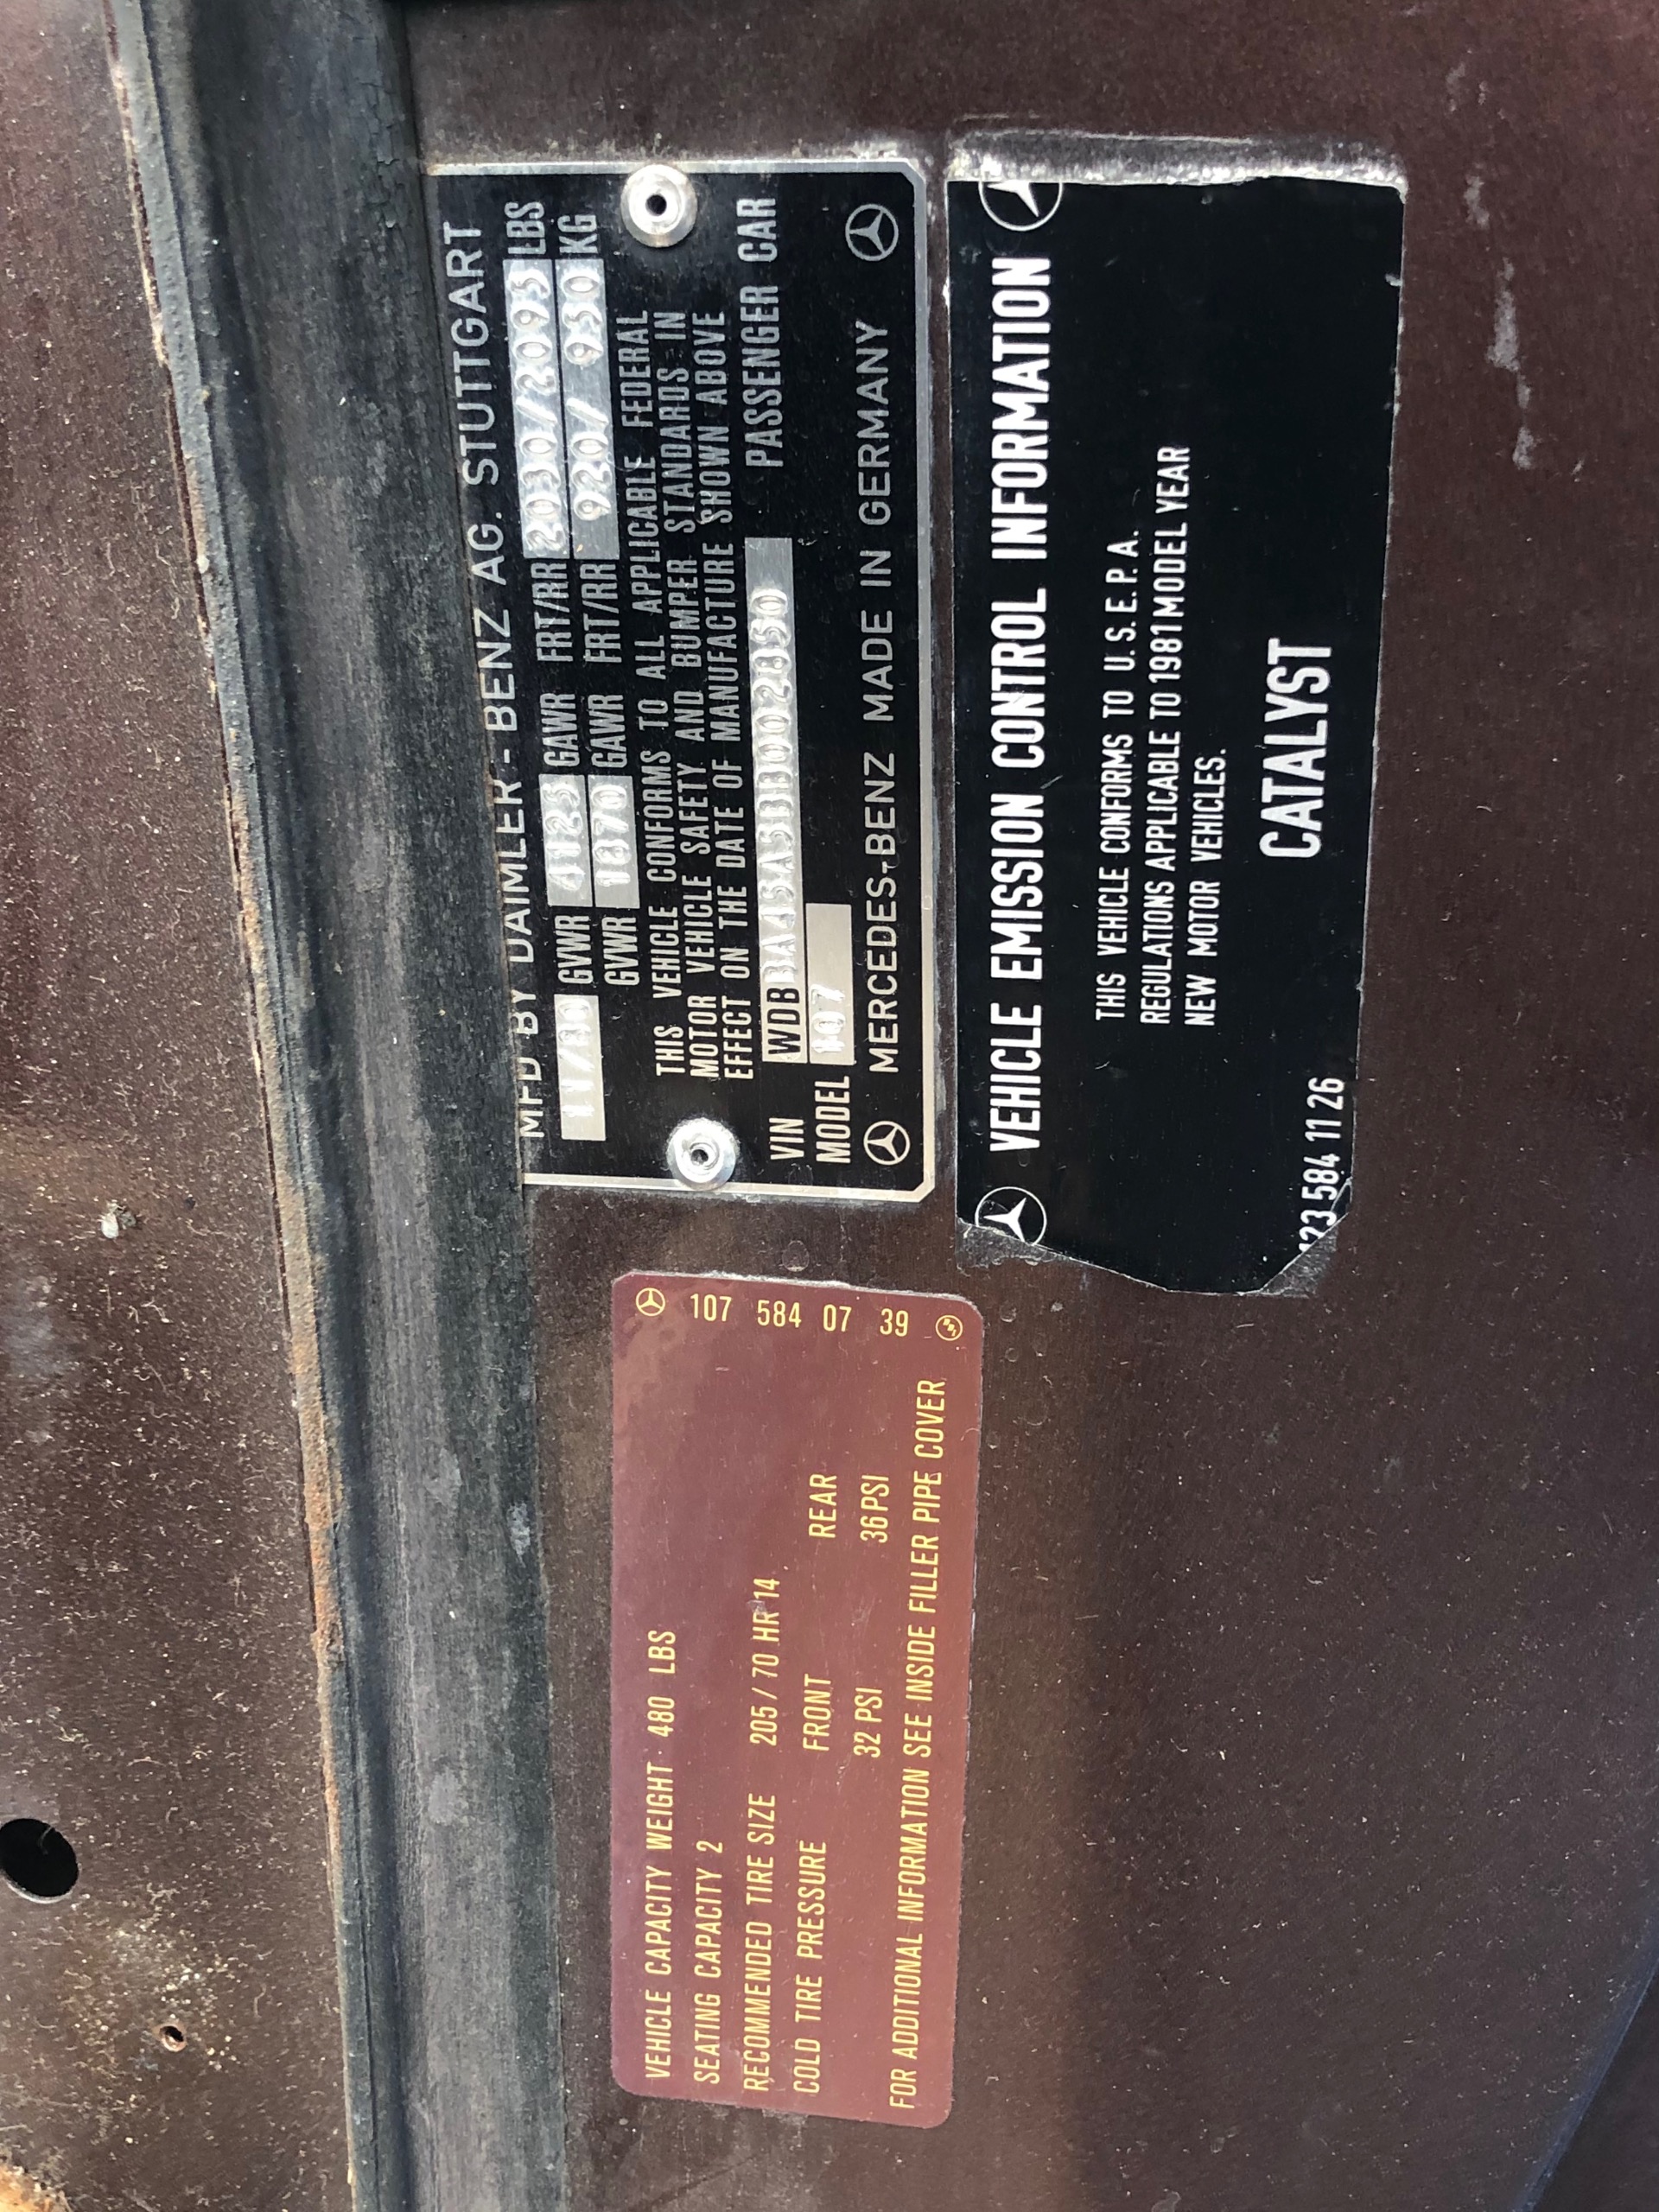 MFD BY DAIMLER-BENZ AG. STUTTGART
11/80 GVWR 4123 GAWR FRT/RR 2030/2093 LBS
GVWR 1870 GAWR FRT/RR 920/ 930 KG
THIS VEHICLE CONFORMS TO ALL APPLICABLE FEDERAL
MOTOR VEHICLE SAFETY AND BUMPER STANDARDS IN
EFFECT ON THE DATE OF MANUFACTURE SHOWN ABOVE
VIN WDB BA45A5BB002850 PASSENGER CAR
MODEL 107
MERCEDES-BENZ MADE IN GERMANY
VEHICLE EMISSION CONTROL INFORMATION
THIS VEHICLE CONFORMS TO U.S.E.P.A.
REGULATIONS APPLICABLE TO 1981 MODEL YEAR
NEW MOTOR VEHICLES.
CATALYST
123 584 11 26
107 584 07 39
VEHICLE CAPACITY WEIGHT 480 LBS
SEATING CAPACITY 2
RECOMMENDED TIRE SIZE 205/70 HR 14
COLD TIRE PRESSURE FRONT REAR
32 PSI 36 PSI
FOR ADDITIONAL INFORMATION SEE INSIDE FILLER PIPE COVER